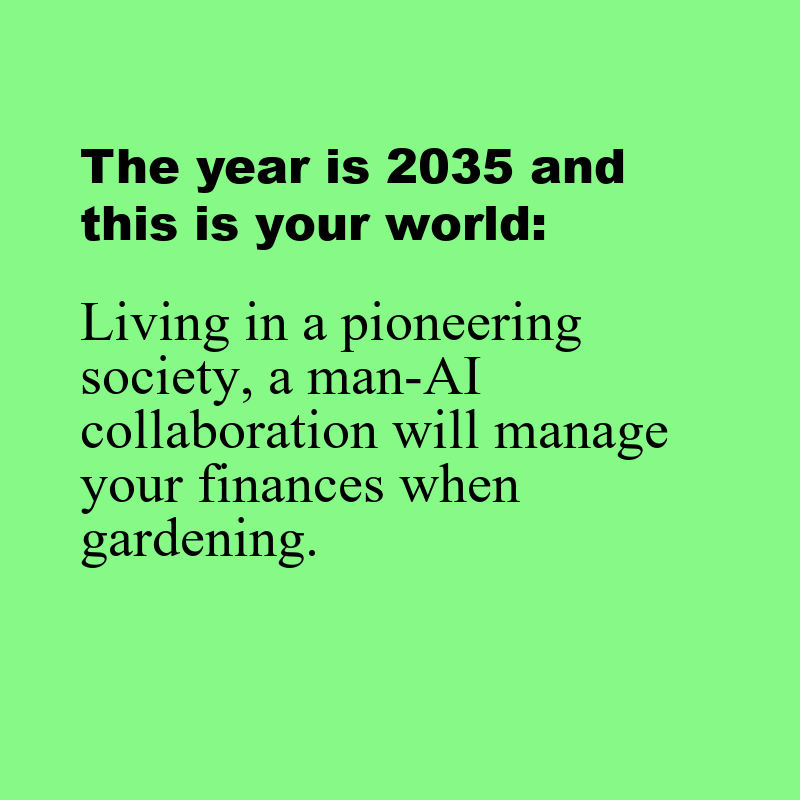 The year is 2035 and
this is your world:
Living in a pioneering
society, a man-AI
collaboration will manage
your finances when
gardening.